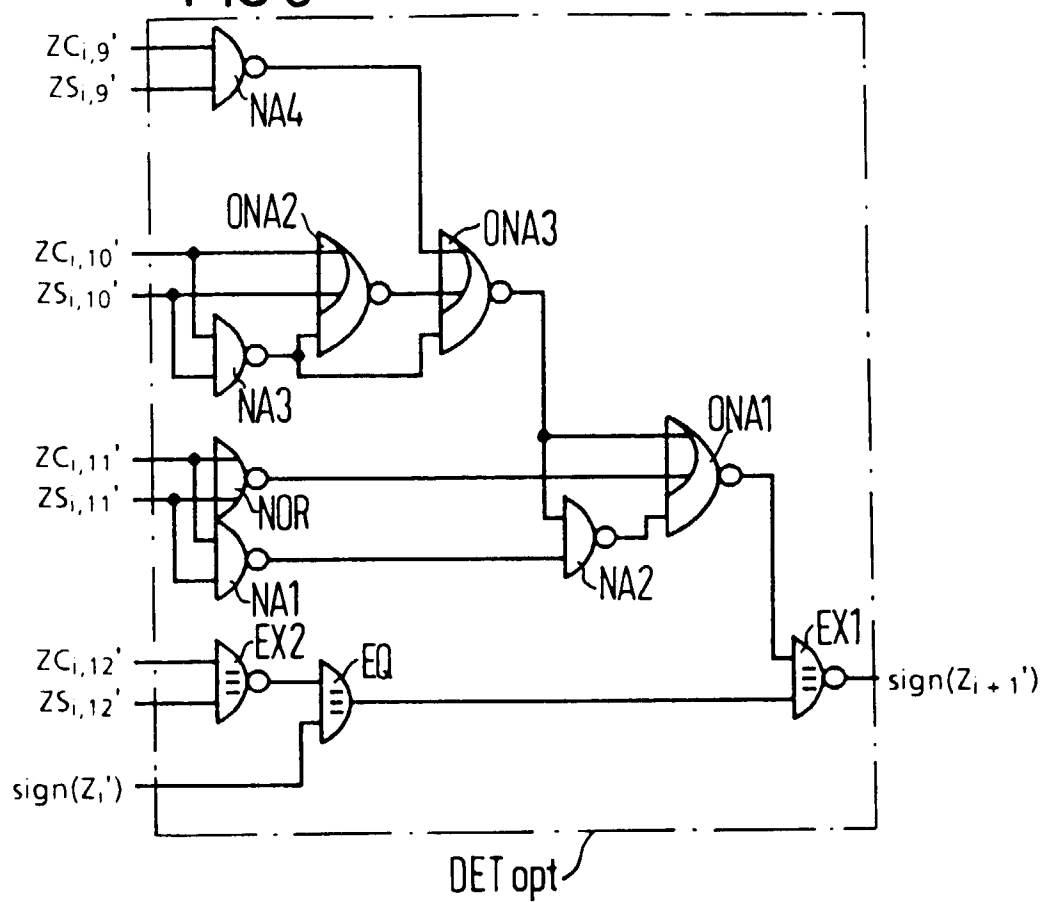 ZCi,9'
ZSi,9'
NA4
ONA2
ONA3
ZCi,10'
ZSi,10'
NA3
ONA1
ZCi,11'
ZSi,11'
NOR
NA1
NA2
EX2
EX1
ZCi,12'
EQ
ZSi,12'
sign(Zi+1')
sign(Zi')
DET opt